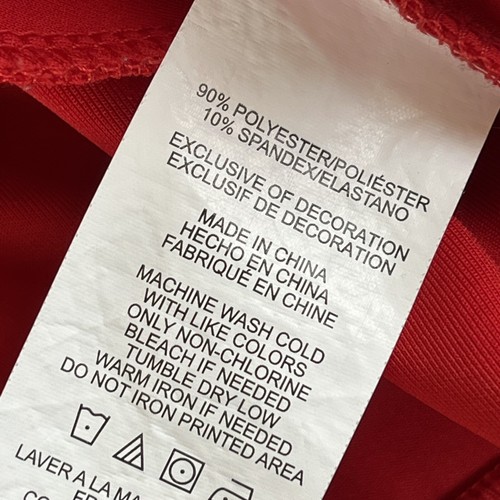 90% POLYESTER/POLIÉSTER
10% SPANDEX/ELASTANO
EXCLUSIVE OF DECORATION
EXCLUSIF DE DECORATION
MADE IN CHINA
HECHO EN CHINA
FABRIQUÉ EN CHINE
MACHINE WASH COLD
WITH LIKE COLORS
ONLY NON-CHLORINE
BLEACH IF NEEDED
TUMBLE DRY LOW
WARM IRON IF NEEDED
DO NOT IRON PRINTED AREA
LAVER A LA